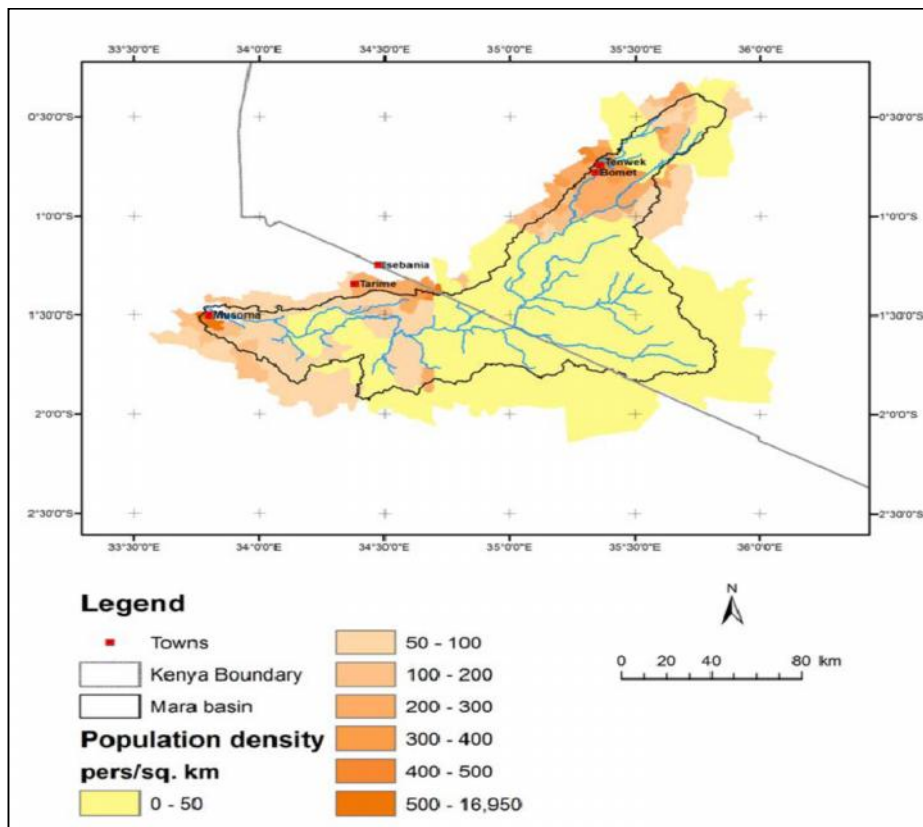 33°30'0"E 34°0'0"E 34°30'0"E 35°0'0"E 35°30'0"E 36°0'0"E
0°30'0"S 0°30'0"S
Tenwek
Bomet
1°0'0"S 1°0'0"S
Isebania
Tarime
1°30'0"S Musoma 1°30'0"S
2°0'0"S 2°0'0"S
2°30'0"S 2°30'0"S
33°30'0"E 34°0'0"E 34°30'0"E 35°0'0"E 35°30'0"E 36°0'0"E
Legend
Towns
Kenya Boundary
Mara basin
Population density
pers/sq. km
0 - 50
50 - 100
100 - 200
200 - 300
300 - 400
400 - 500
500 - 16,950
N
0 20 40 60 80 km